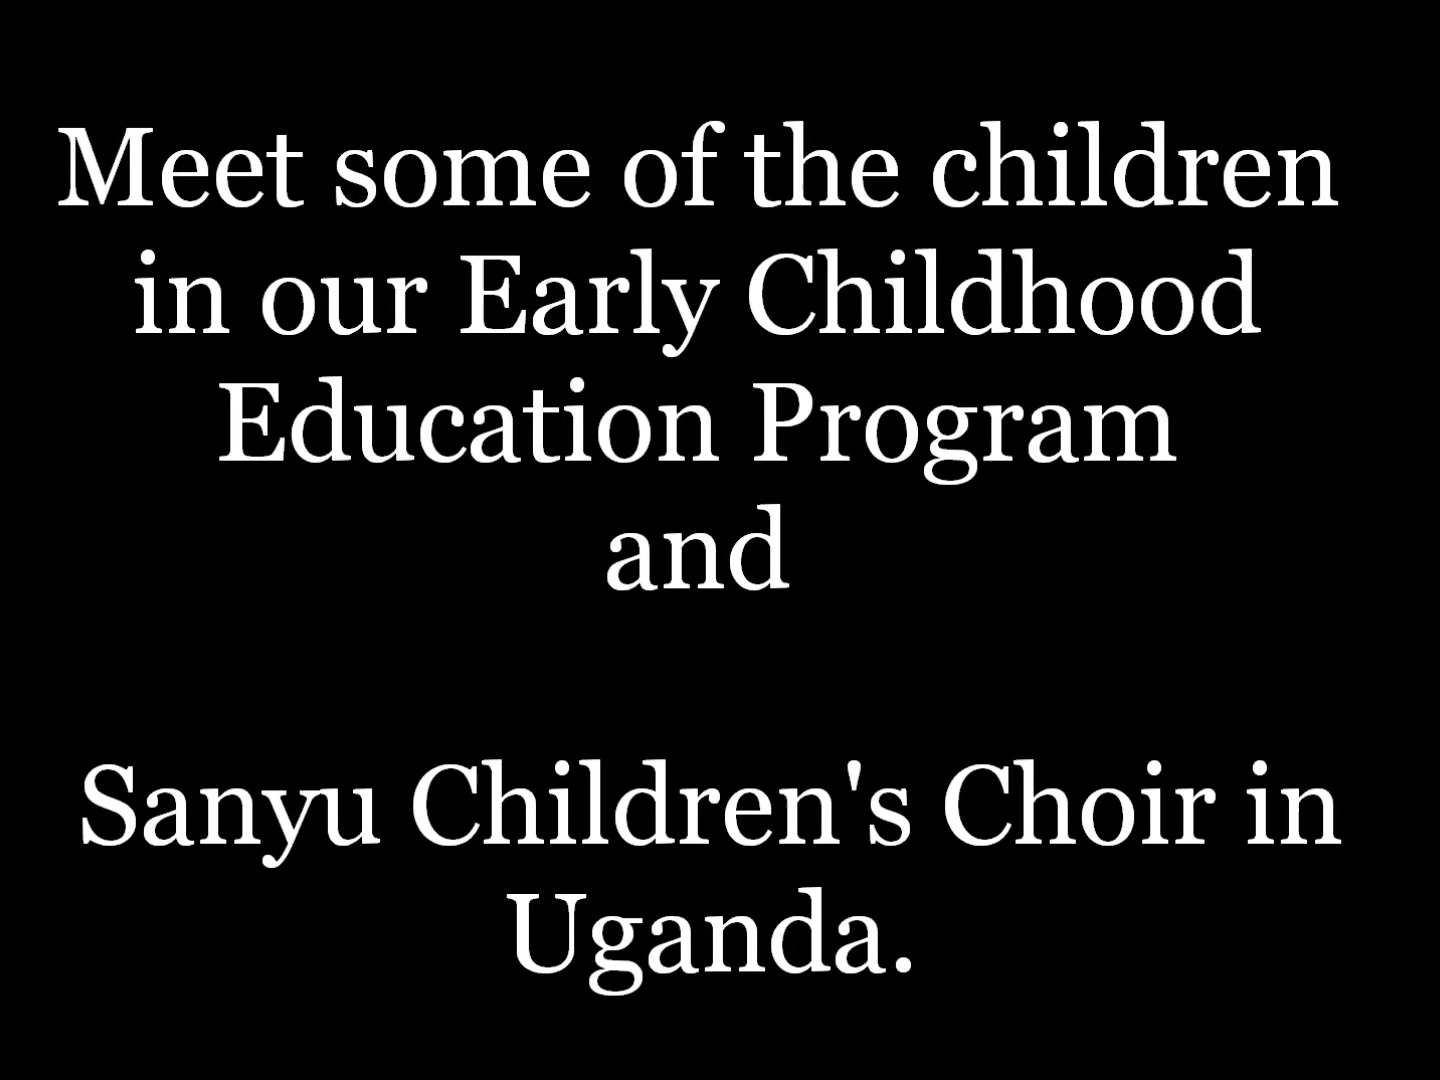 Meet some of the children
in our Early Childhood
Education Program
and
Sanyu Children's Choir in
Uganda.